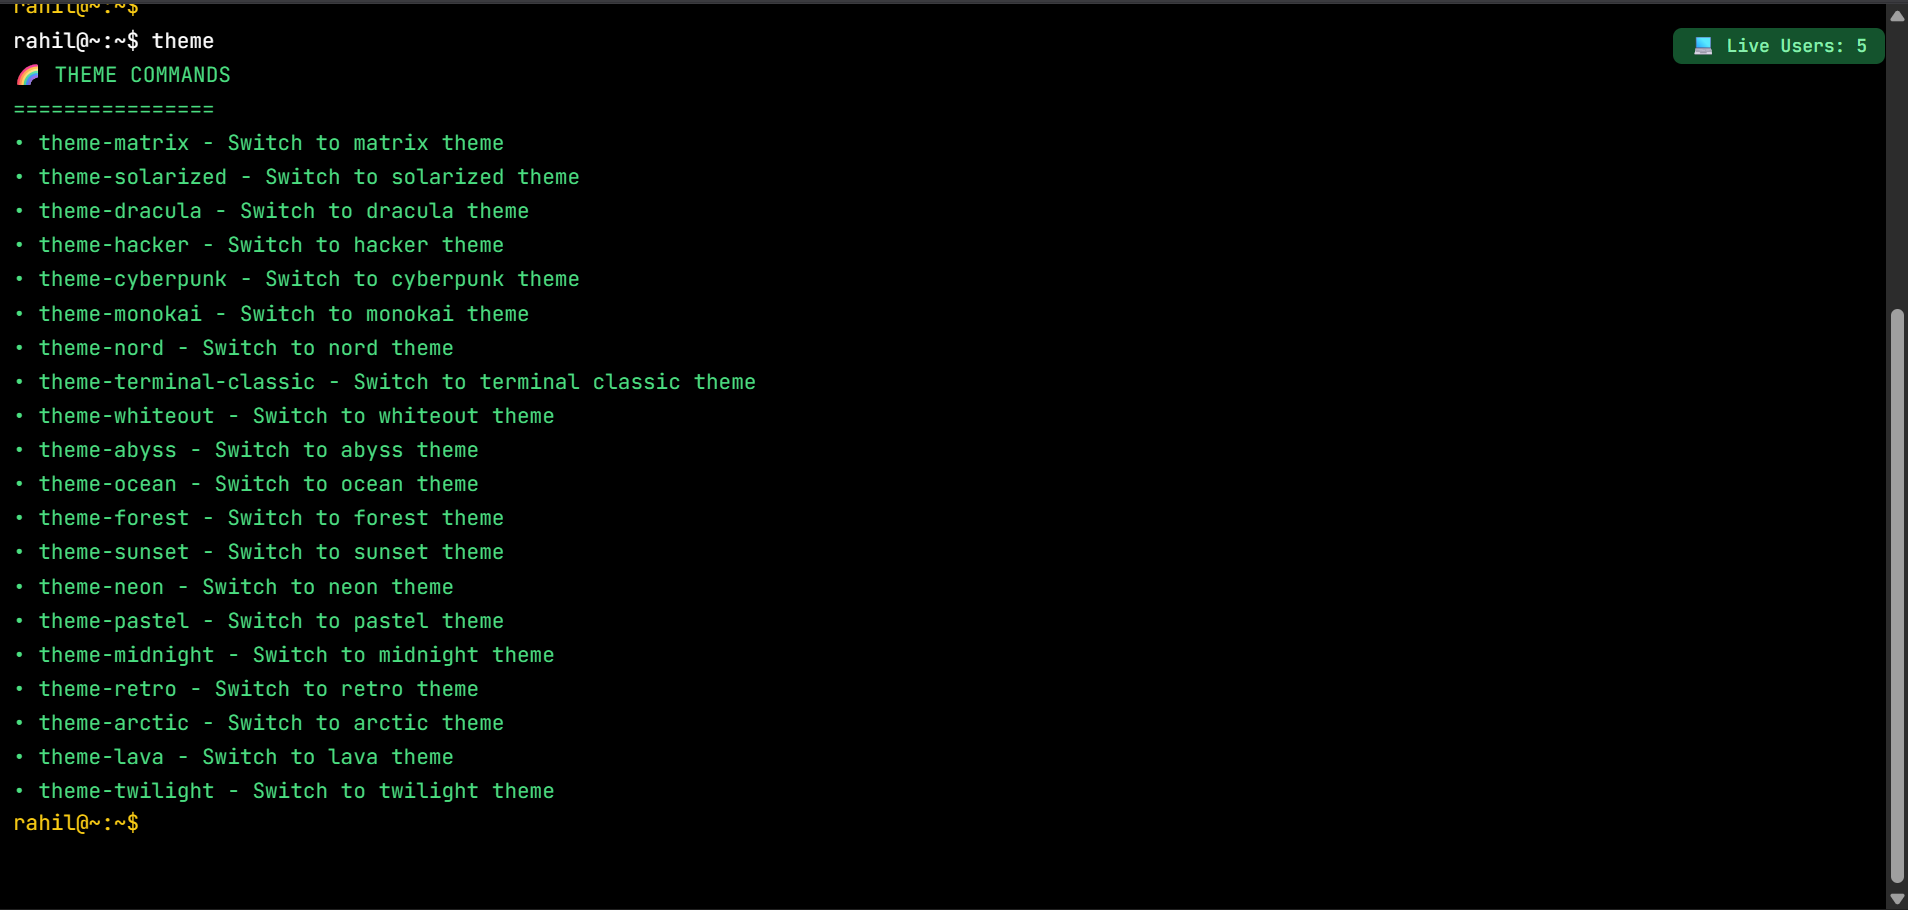 rahil@~:~$
rahil@~:~$ theme
💻 Live Users: 5
🌈 THEME COMMANDS
================
• theme-matrix - Switch to matrix theme
• theme-solarized - Switch to solarized theme
• theme-dracula - Switch to dracula theme
• theme-hacker - Switch to hacker theme
• theme-cyberpunk - Switch to cyberpunk theme
• theme-monokai - Switch to monokai theme
• theme-nord - Switch to nord theme
• theme-terminal-classic - Switch to terminal classic theme
• theme-whiteout - Switch to whiteout theme
• theme-abyss - Switch to abyss theme
• theme-ocean - Switch to ocean theme
• theme-forest - Switch to forest theme
• theme-sunset - Switch to sunset theme
• theme-neon - Switch to neon theme
• theme-pastel - Switch to pastel theme
• theme-midnight - Switch to midnight theme
• theme-retro - Switch to retro theme
• theme-arctic - Switch to arctic theme
• theme-lava - Switch to lava theme
• theme-twilight - Switch to twilight theme
rahil@~:~$